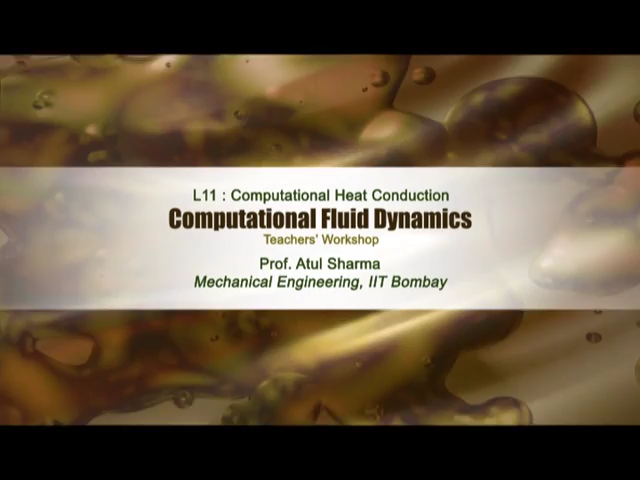 L11 : Computational Heat Conduction
Computational Fluid Dynamics
Teachers' Workshop
Prof. Atul Sharma
Mechanical Engineering, IIT Bombay